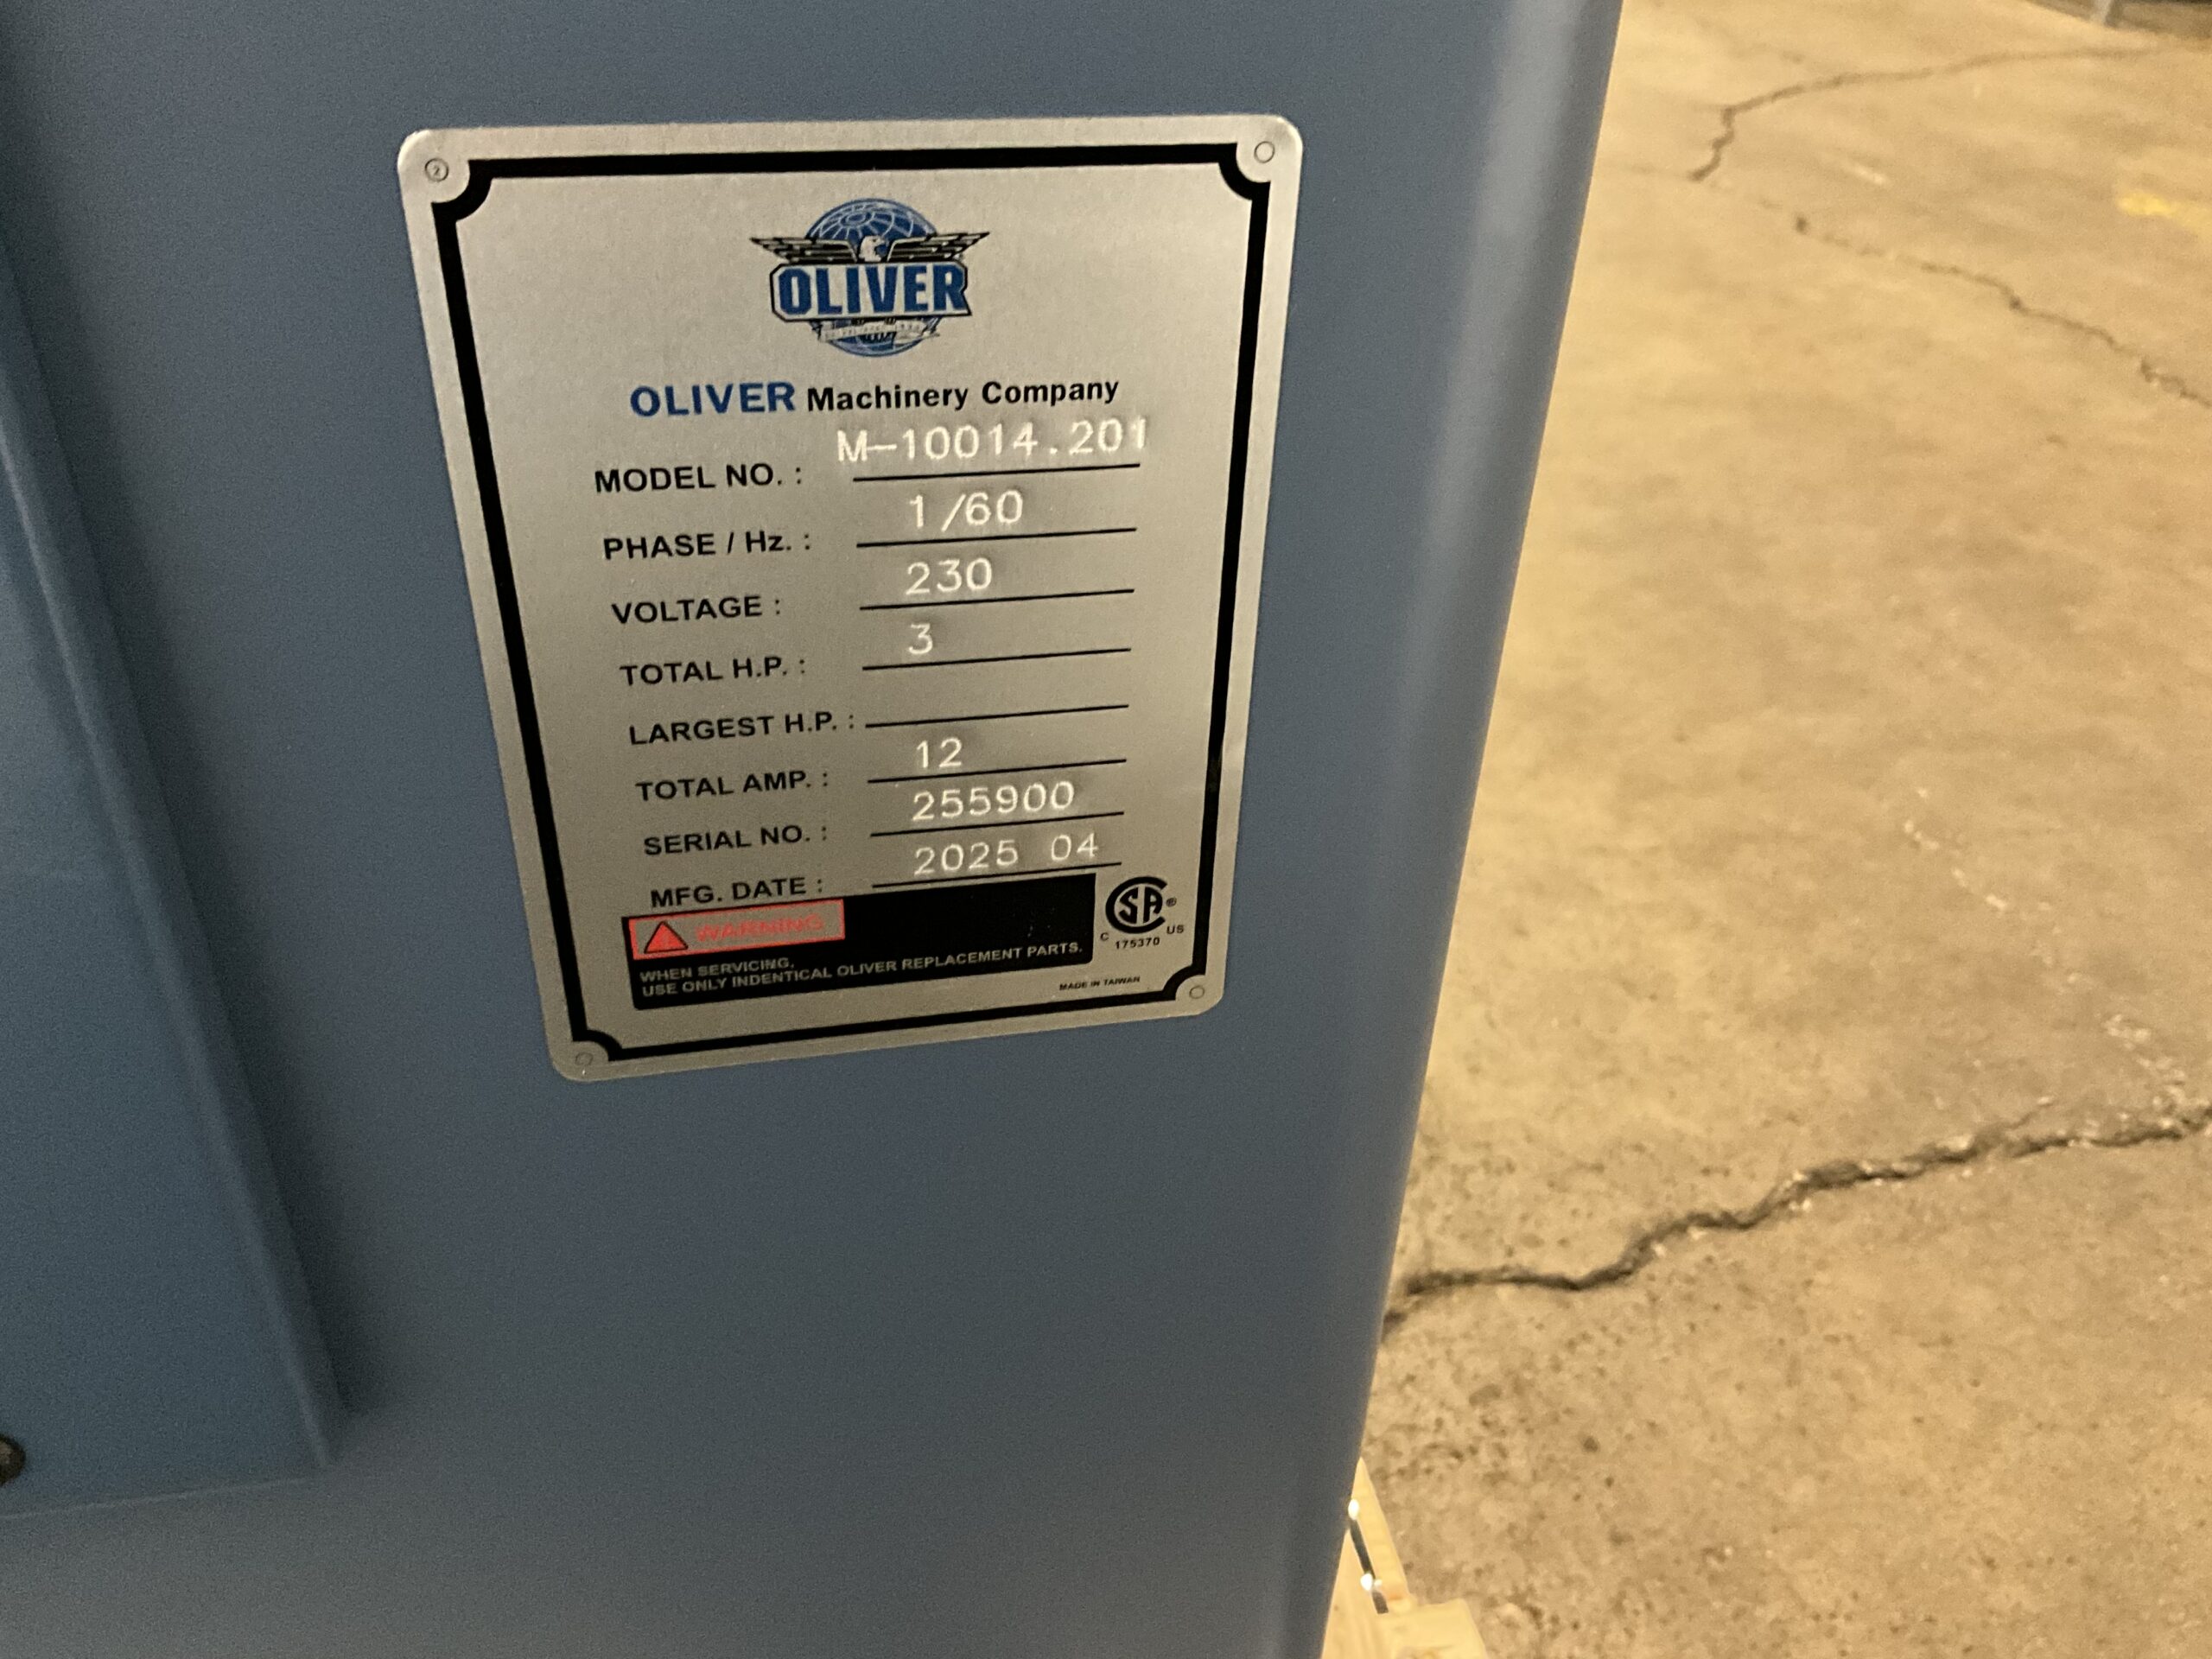 OLIVER
OLIVER Machinery Company
MODEL NO. : M-10014.201
PHASE / Hz. : 1/60
VOLTAGE : 230
TOTAL H.P. : 3
LARGEST H.P. :
TOTAL AMP. : 12
SERIAL NO. : 255900
MFG. DATE : 2025 04
WARNING
WHEN SERVICING,
USE ONLY INDENTICAL OLIVER REPLACEMENT PARTS.
CSA®
C US
175370
MADE IN TAIWAN